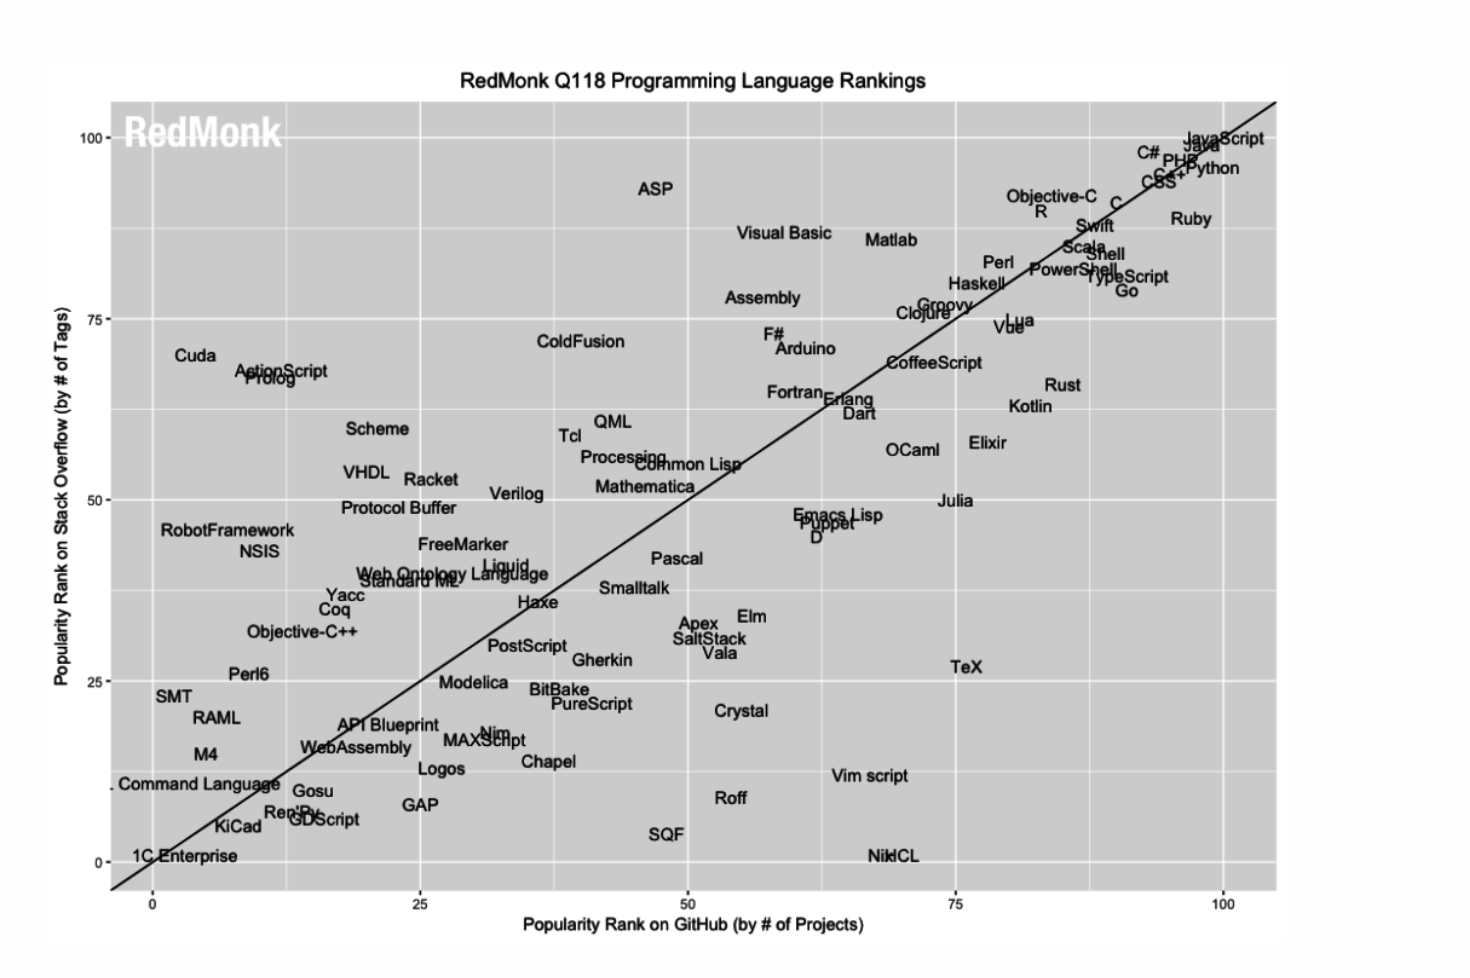 RedMonk Q118 Programming Language Rankings
RedMonk
100
75
50
25
0
Popularity Rank on Stack Overflow (by # of Tags)
JavaScript
C#
Java
PHP
Python
C++
CSS
ASP
Objective-C
C
R
Ruby
Swift
Visual Basic
Matlab
Scala
Shell
Perl
PowerShell
TypeScript
Haskell
Go
Assembly
Groovy
Clojure
Lua
Vue
F#
ColdFusion
Arduino
Cuda
CoffeeScript
ActionScript
Prolog
Rust
Fortran
Erlang
Kotlin
Dart
QML
Scheme
Tcl
Elixir
OCaml
Processing
Common Lisp
VHDL
Racket
Mathematica
Verilog
Julia
Protocol Buffer
Emacs Lisp
Puppet
RobotFramework
D
FreeMarker
NSIS
Pascal
Liquid
Web Ontology Language
Standard ML
Smalltalk
Yacc
Haxe
Coq
Elm
Apex
Objective-C++
SaltStack
PostScript
Vala
Gherkin
TeX
Perl6
Modelica
BitBake
SMT
PureScript
Crystal
RAML
API Blueprint
Nim
MAXScript
WebAssembly
M4
Chapel
Logos
Vim script
Command Language
Gosu
Roff
GAP
Ren'Py
GDScript
KiCad
SQF
1C Enterprise
Nix
HCL
0
25
50
75
100
Popularity Rank on GitHub (by # of Projects)